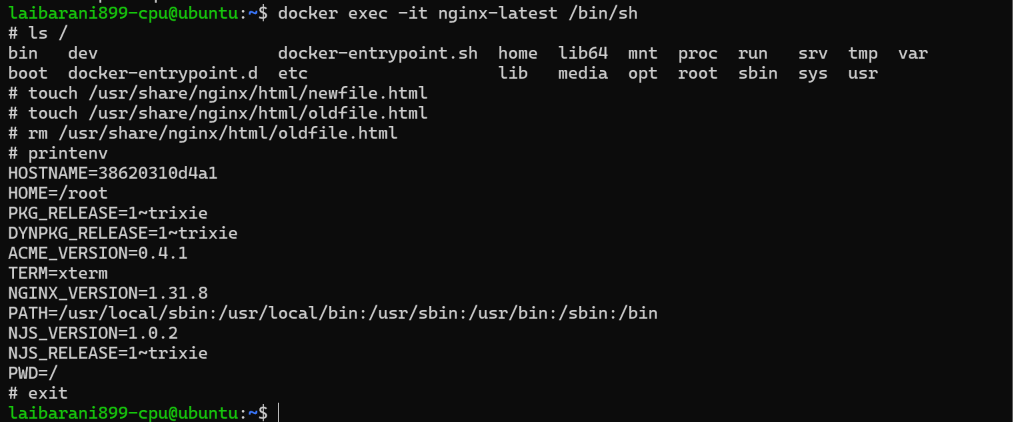 laibarani899-cpu@ubuntu:~$ docker exec -it nginx-latest /bin/sh
# ls /
bin   dev                  docker-entrypoint.sh  home  lib64  mnt  proc  run   srv  tmp  var
boot  docker-entrypoint.d  etc                   lib   media  opt  root  sbin  sys  usr
# touch /usr/share/nginx/html/newfile.html
# touch /usr/share/nginx/html/oldfile.html
# rm /usr/share/nginx/html/oldfile.html
# printenv
HOSTNAME=38620310d4a1
HOME=/root
PKG_RELEASE=1~trixie
DYNPKG_RELEASE=1~trixie
ACME_VERSION=0.4.1
TERM=xterm
NGINX_VERSION=1.31.8
PATH=/usr/local/sbin:/usr/local/bin:/usr/sbin:/usr/bin:/sbin:/bin
NJS_VERSION=1.0.2
NJS_RELEASE=1~trixie
PWD=/
# exit
laibarani899-cpu@ubuntu:~$